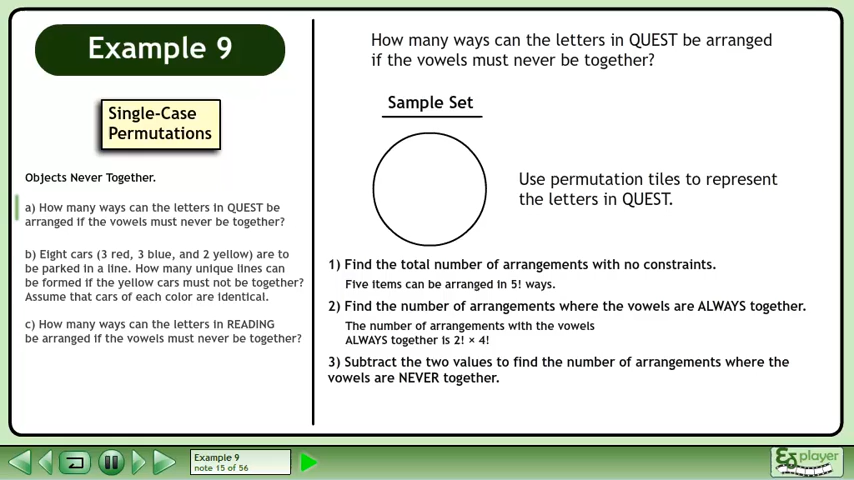 Example 9
Single-Case
Permutations
Objects Never Together.
a) How many ways can the letters in QUEST be
arranged if the vowels must never be together?
b) Eight cars (3 red, 3 blue, and 2 yellow) are to
be parked in a line. How many unique lines can
be formed if the yellow cars must not be together?
Assume that cars of each color are identical.
c) How many ways can the letters in READING
be arranged if the vowels must never be together?
How many ways can the letters in QUEST be arranged
if the vowels must never be together?
Sample Set
Use permutation tiles to represent
the letters in QUEST.
1) Find the total number of arrangements with no constraints.
Five items can be arranged in 5! ways.
2) Find the number of arrangements where the vowels are ALWAYS together.
The number of arrangements with the vowels
ALWAYS together is 2! × 4!
3) Subtract the two values to find the number of arrangements where the
vowels are NEVER together.
Example 9
note 15 of 56
player